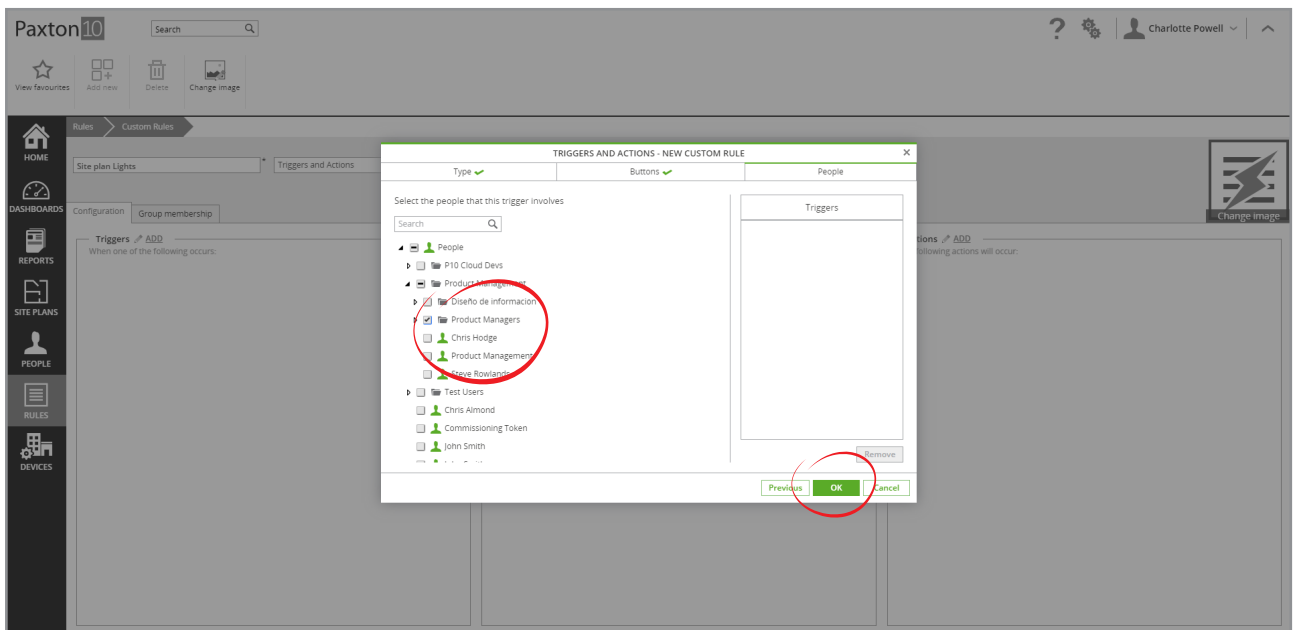 Paxton10
Search
Charlotte Powell
View favourites
Add new
Delete
Change image
Rules
Custom Rules
HOME
Site plan Lights
*
Triggers and Actions
DASHBOARDS
Configuration
Group membership
Change image
Triggers ADD
When one of the following occurs:
tions ADD
following actions will occur:
REPORTS
SITE PLANS
PEOPLE
RULES
DEVICES
TRIGGERS AND ACTIONS - NEW CUSTOM RULE
Type
Buttons
People
Select the people that this trigger involves
Search
People
P10 Cloud Devs
Product Management
Diseño de información
Product Managers
Chris Hodge
Product Management
Steve Rowlands
Test Users
Chris Almond
Commissioning Token
John Smith
Triggers
Remove
Previous
OK
Cancel